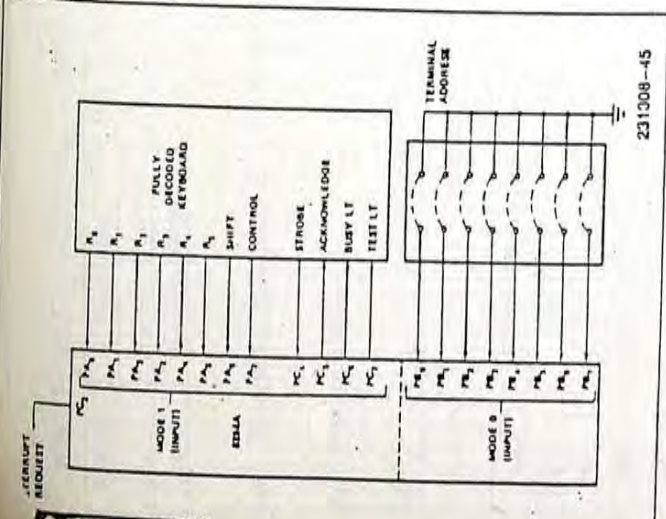 INTERRUPT
REQUEST
PC3
PA0
PA1
PA2
PA3
PA4
PA5
PA6
PA7
MODE 1
(INPUT)
PC4
PC5
PC6
PC7
MODE 0
(INPUT)
PB0
PB1
PB2
PB3
PB4
PB5
PB6
PB7
R0
R1
R2
R3
R4
R5
SHIFT
CONTROL
FULLY
DECODED
KEYBOARD
STROBE
ACKNOWLEDGE
BUSY LT
TEST LT
TERMINAL
ADDRESS
231308-45